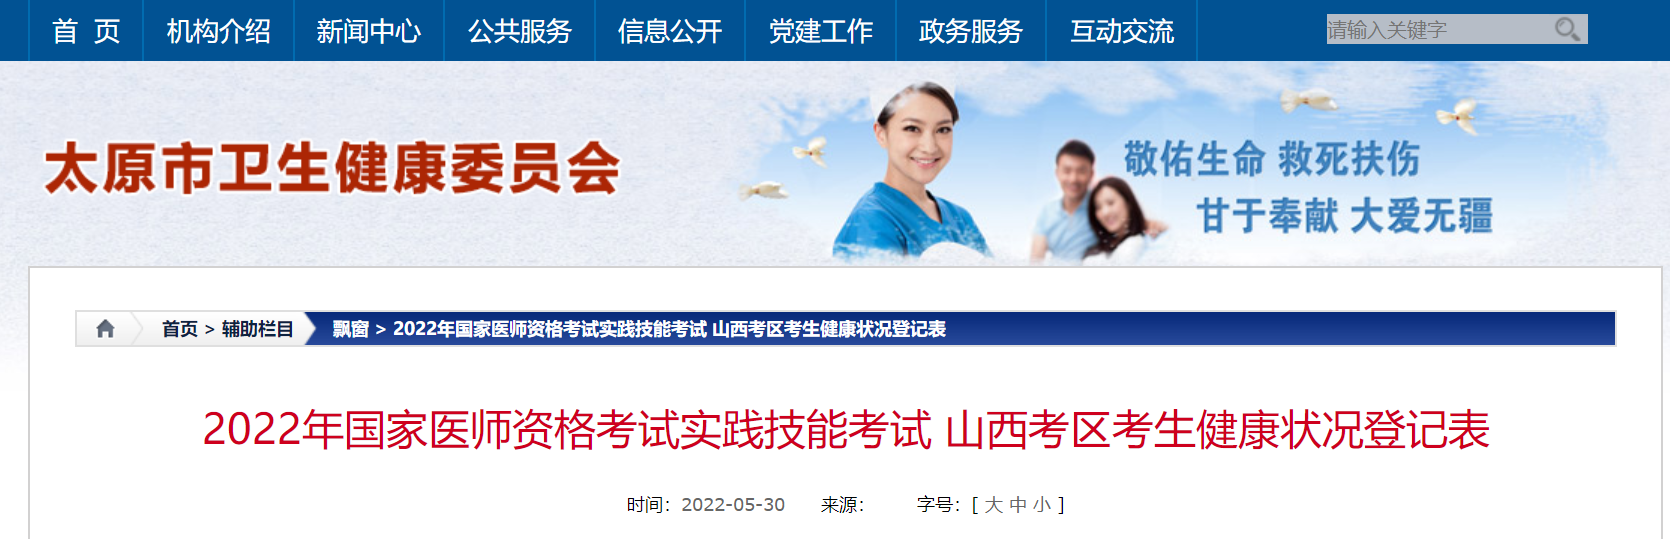 首 页 机构介绍 新闻中心 公共服务 信息公开 党建工作 政务服务 互动交流 请输入关键字
太原市卫生健康委员会
敬佑生命 救死扶伤
甘于奉献 大爱无疆
首页 > 辅助栏目 飘窗 > 2022年国家医师资格考试实践技能考试 山西考区考生健康状况登记表
2022年国家医师资格考试实践技能考试 山西考区考生健康状况登记表
时间：2022-05-30 来源： 字号：[ 大 中 小 ]